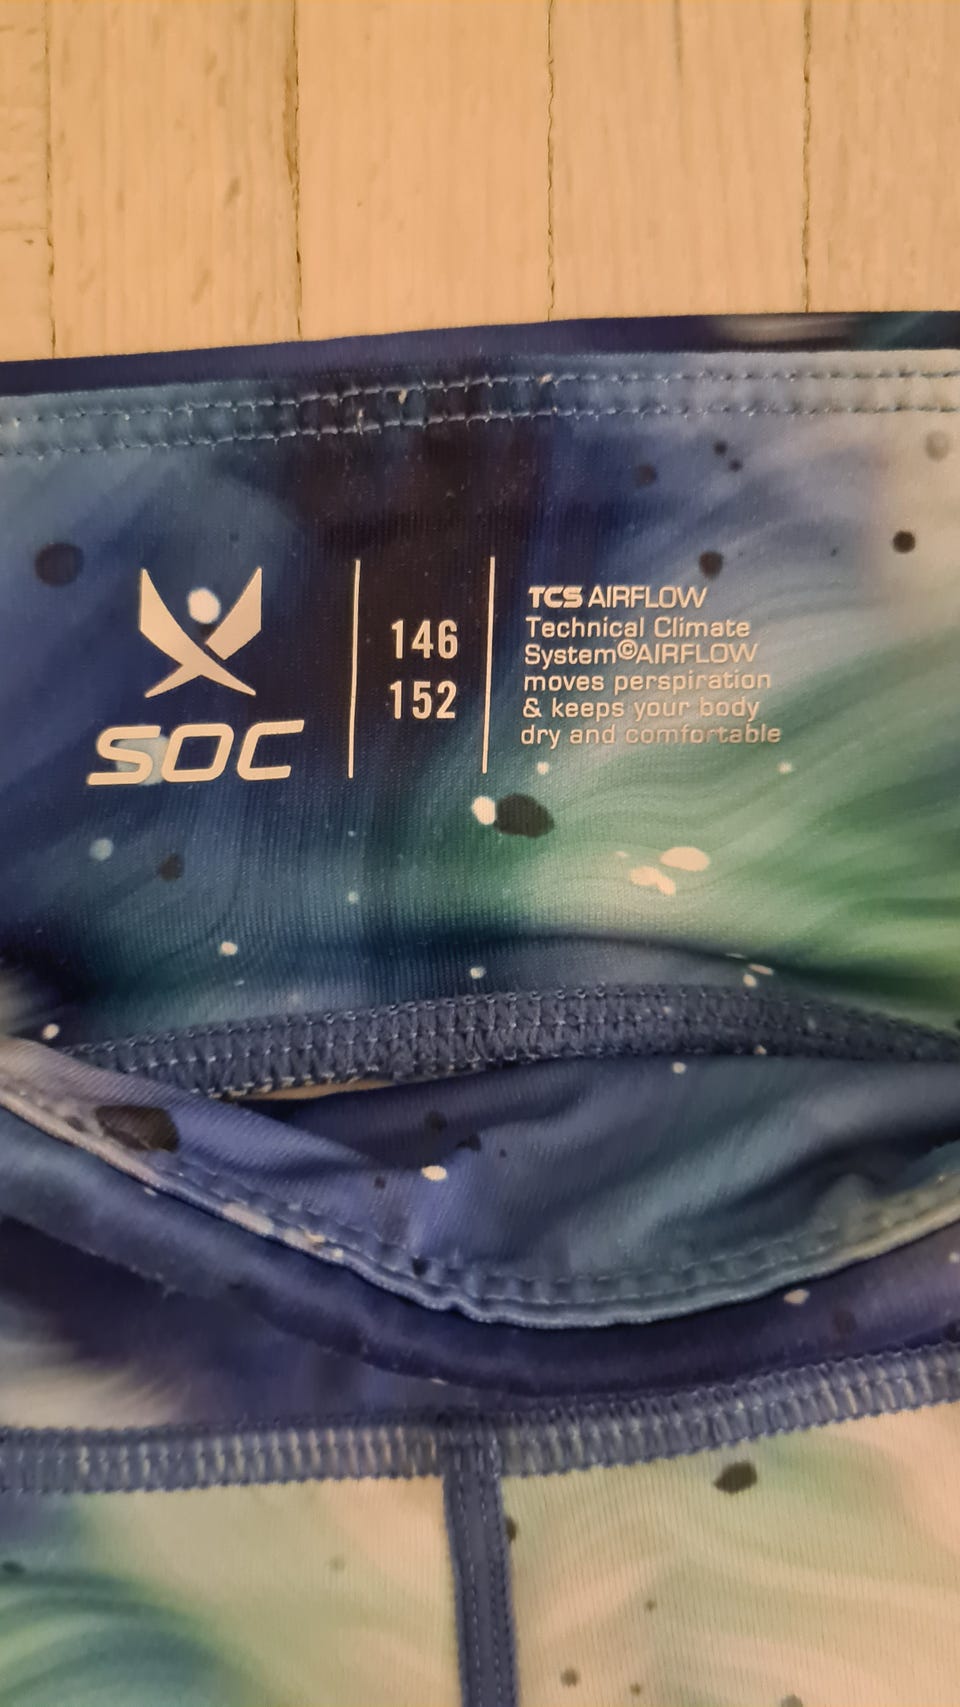 SOC
146
152
TCS AIRFLOW
Technical Climate
System©AIRFLOW
moves perspiration
& keeps your body
dry and comfortable